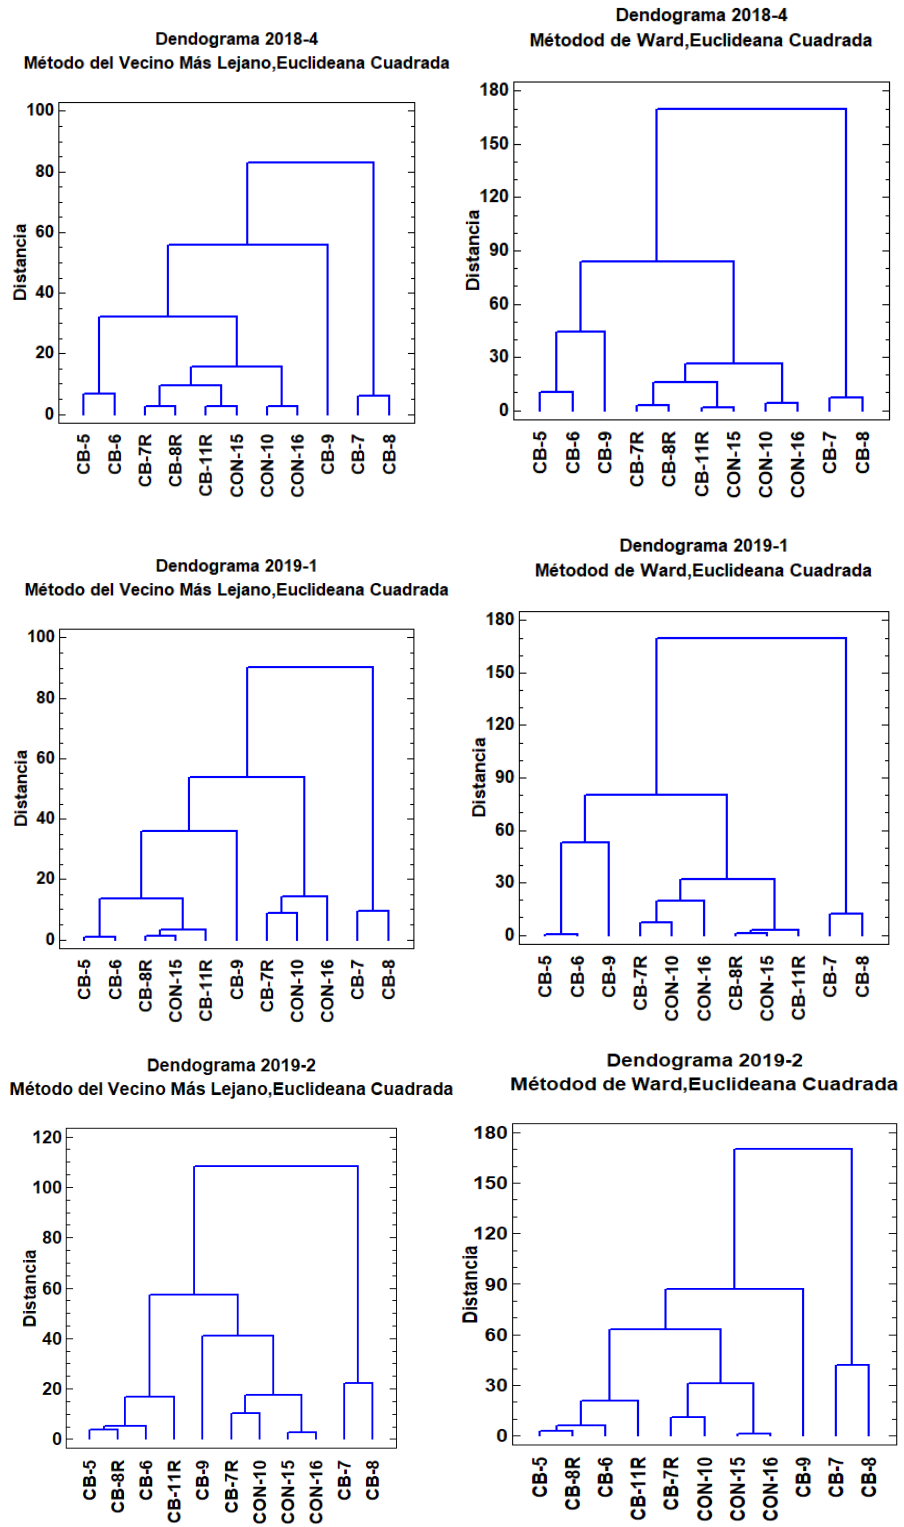 Dendograma 2018-4
Método del Vecino Más Lejano,Euclideana Cuadrada
Distancia
100
80
60
40
20
0
CB-5
CB-6
CB-7R
CB-8R
CB-11R
CON-15
CON-10
CON-16
CB-9
CB-7
CB-8
Dendograma 2018-4
Métodod de Ward,Euclideana Cuadrada
Distancia
180
150
120
90
60
30
0
CB-5
CB-6
CB-9
CB-7R
CB-8R
CB-11R
CON-15
CON-10
CON-16
CB-7
CB-8
Dendograma 2019-1
Método del Vecino Más Lejano,Euclideana Cuadrada
Distancia
100
80
60
40
20
0
CB-5
CB-6
CB-8R
CON-15
CB-11R
CB-9
CB-7R
CON-10
CON-16
CB-7
CB-8
Dendograma 2019-1
Métodod de Ward,Euclideana Cuadrada
Distancia
180
150
120
90
60
30
0
CB-5
CB-6
CB-9
CB-7R
CON-10
CON-16
CB-8R
CON-15
CB-11R
CB-7
CB-8
Dendograma 2019-2
Método del Vecino Más Lejano,Euclideana Cuadrada
Distancia
120
100
80
60
40
20
0
CB-5
CB-8R
CB-6
CB-11R
CB-9
CB-7R
CON-10
CON-15
CON-16
CB-7
CB-8
Dendograma 2019-2
Métodod de Ward,Euclideana Cuadrada
Distancia
180
150
120
90
60
30
0
CB-5
CB-8R
CB-6
CB-11R
CB-7R
CON-10
CON-15
CON-16
CB-9
CB-7
CB-8